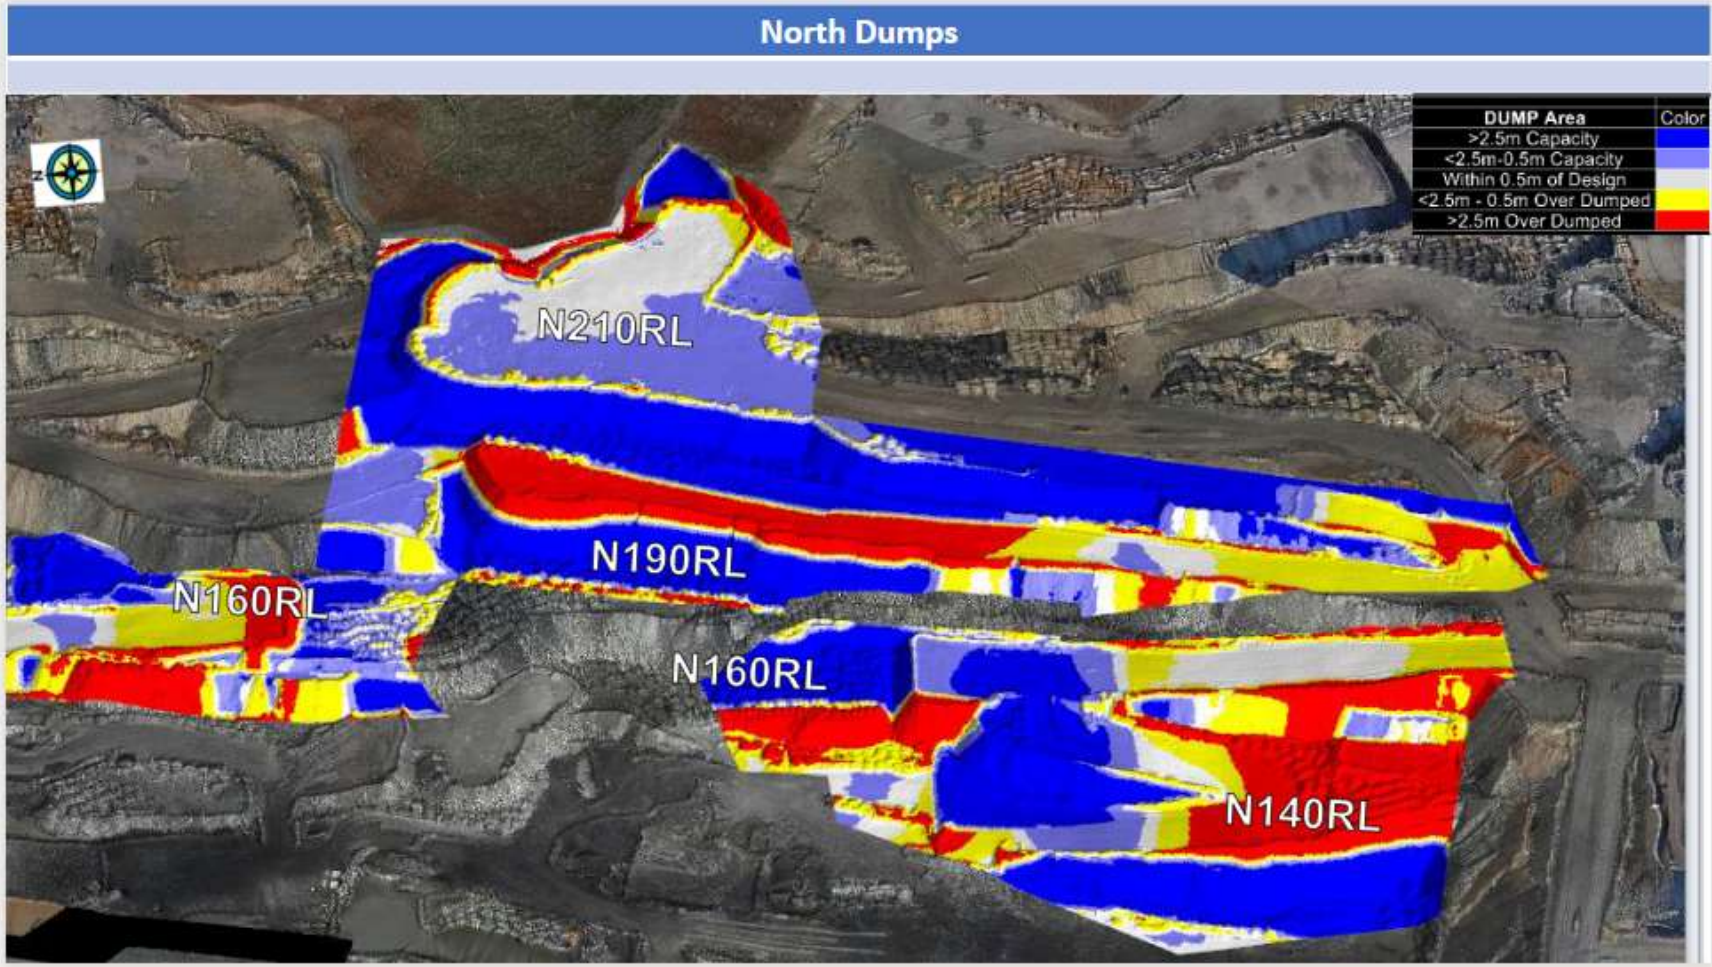 North Dumps
DUMP Area Color
>2.5m Capacity
<2.5m-0.5m Capacity
Within 0.5m of Design
<2.5m - 0.5m Over Dumped
>2.5m Over Dumped
N
N210RL
N190RL
N160RL
N160RL
N140RL